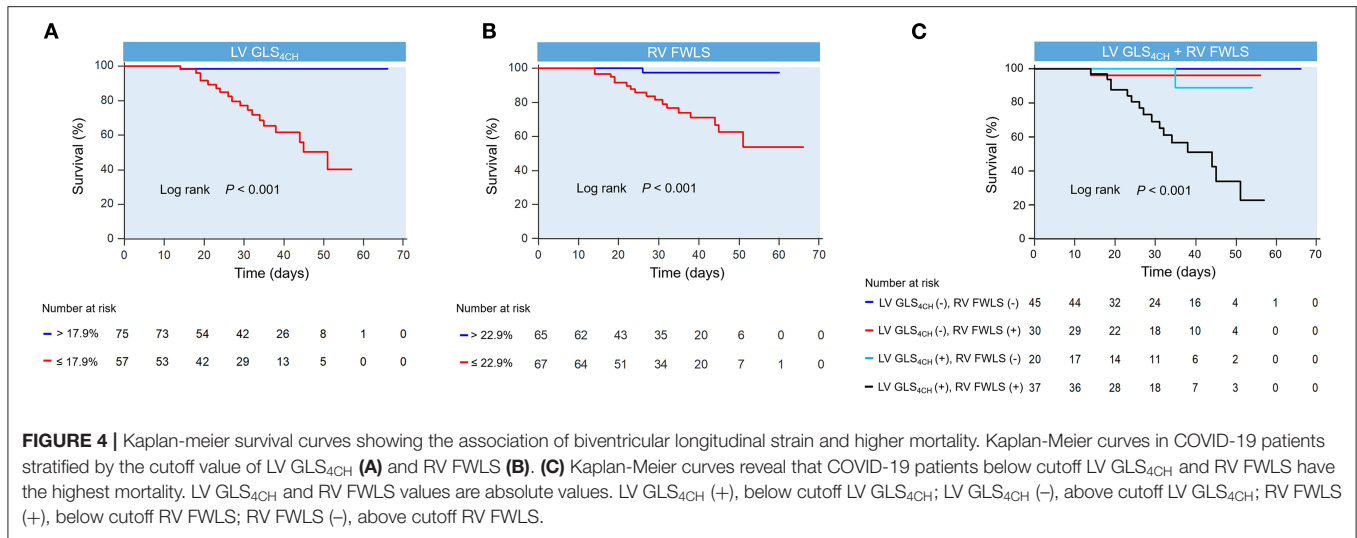 A
LV GLS4CH
100
80
60
40
20
0
Survival (%)
Log rank P < 0.001
0 10 20 30 40 50 60 70
Time (days)
Number at risk
> 17.9% 75 73 54 42 26 8 1 0
≤ 17.9% 57 53 42 29 13 5 0 0
B
RV FWLS
100
80
60
40
20
0
Survival (%)
Log rank P < 0.001
0 10 20 30 40 50 60 70
Time (days)
Number at risk
> 22.9% 65 62 43 35 20 6 0 0
≤ 22.9% 67 64 51 34 20 7 1 0
C
LV GLS4CH + RV FWLS
100
80
60
40
20
0
Survival (%)
Log rank P < 0.001
0 10 20 30 40 50 60 70
Time (days)
Number at risk
LV GLS4CH (-), RV FWLS (-) 45 44 32 24 16 4 1 0
LV GLS4CH (-), RV FWLS (+) 30 29 22 18 10 4 0 0
LV GLS4CH (+), RV FWLS (-) 20 17 14 11 6 2 0 0
LV GLS4CH (+), RV FWLS (+) 37 36 28 18 7 3 0 0
FIGURE 4 | Kaplan-meier survival curves showing the association of biventricular longitudinal strain and higher mortality. Kaplan-Meier curves in COVID-19 patients
stratified by the cutoff value of LV GLS4CH (A) and RV FWLS (B). (C) Kaplan-Meier curves reveal that COVID-19 patients below cutoff LV GLS4CH and RV FWLS have
the highest mortality. LV GLS4CH and RV FWLS values are absolute values. LV GLS4CH (+), below cutoff LV GLS4CH; LV GLS4CH (–), above cutoff LV GLS4CH; RV FWLS
(+), below cutoff RV FWLS; RV FWLS (–), above cutoff RV FWLS.